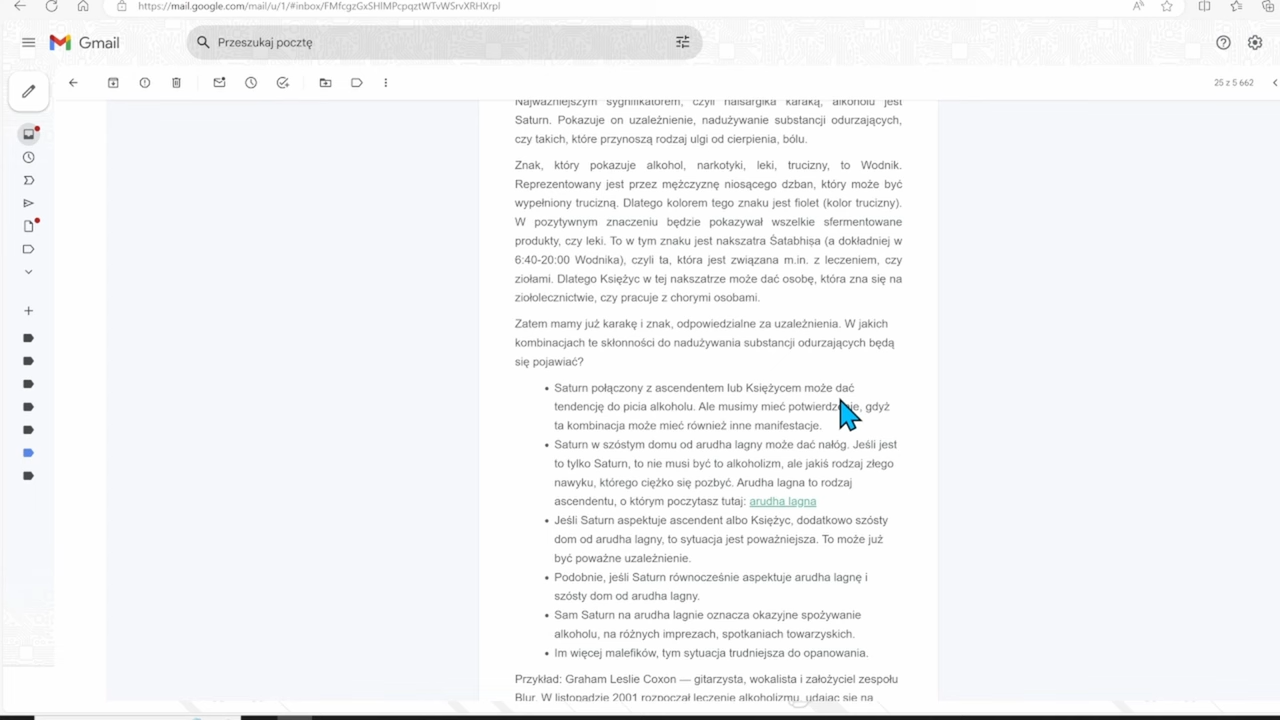 https://mail.google.com/mail/u/1/#inbox/FMfcgzGxSHlMPcpqztWTvWSrvXRHXrpl
Gmail
Przeszukaj pocztę
25 z 5 662
Najważniejszym sygnifikatorem, czyli naisargika karaką, alkoholu jest
Saturn. Pokazuje on uzależnienie, nadużywanie substancji odurzających,
czy takich, które przynoszą rodzaj ulgi od cierpienia, bólu.
Znak, który pokazuje alkohol, narkotyki, leki, trucizny, to Wodnik.
Reprezentowany jest przez mężczyznę niosącego dzban, który może być
wypełniony trucizną. Dlatego kolorem tego znaku jest fiolet (kolor trucizny).
W pozytywnym znaczeniu będzie pokazywał wszelkie sfermentowane
produkty, czy leki. To w tym znaku jest nakszatra Śatabhiṣa (a dokładniej w
6:40-20:00 Wodnika), czyli ta, która jest związana m.in. z leczeniem, czy
ziołami. Dlatego Księżyc w tej nakszatrze może dać osobę, która zna się na
ziołolecznictwie, czy pracuje z chorymi osobami.
Zatem mamy już karakę i znak, odpowiedzialne za uzależnienia. W jakich
kombinacjach te skłonności do nadużywania substancji odurzających będą
się pojawiać?
• Saturn połączony z ascendentem lub Księżycem może dać
tendencję do picia alkoholu. Ale musimy mieć potwierdzenie, gdyż
ta kombinacja może mieć również inne manifestacje.
• Saturn w szóstym domu od arudha lagny może dać nałóg. Jeśli jest
to tylko Saturn, to nie musi być to alkoholizm, ale jakiś rodzaj złego
nawyku, którego ciężko się pozbyć. Arudha lagna to rodzaj
ascendentu, o którym poczytasz tutaj: arudha lagna
• Jeśli Saturn aspektuje ascendent albo Księżyc, dodatkowo szósty
dom od arudha lagny, to sytuacja jest poważniejsza. To może już
być poważne uzależnienie.
• Podobnie, jeśli Saturn równocześnie aspektuje arudha lagnę i
szósty dom od arudha lagny.
• Sam Saturn na arudha lagnie oznacza okazyjne spożywanie
alkoholu, na różnych imprezach, spotkaniach towarzyskich.
• Im więcej malefików, tym sytuacja trudniejsza do opanowania.
Przykład: Graham Leslie Coxon — gitarzysta, wokalista i założyciel zespołu
Blur. W listopadzie 2001 rozpoczął leczenie alkoholizmu, udając się na